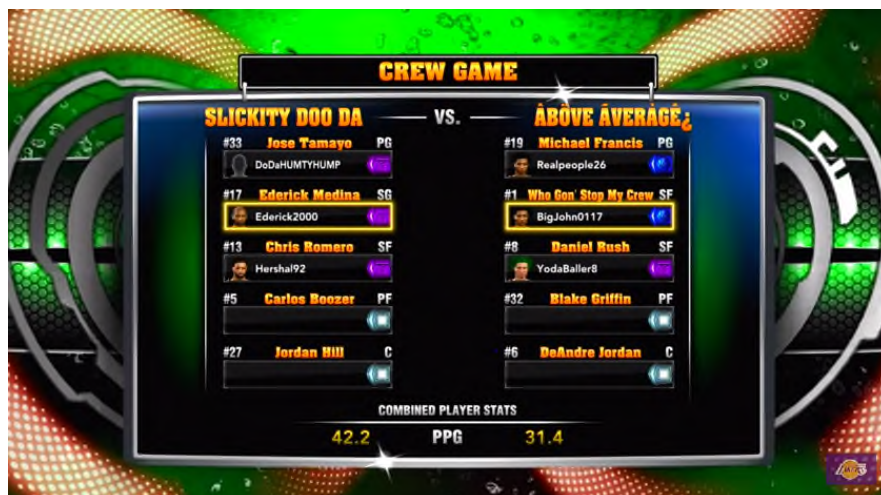 CREW GAME
SLICKITY DOO DA
VS.
ÂBÔVE ÁVERÀGÊ¿
#33 Jose Tamayo PG
DoDaHUMTYHUMP
#17 Ederick Medina SG
Ederick2000
#13 Chris Romero SF
Hershal92
#5 Carlos Boozer PF
#27 Jordan Hill C
#19 Michael Francis PG
Realpeople26
#1 Who Gon' Stop My Crew SF
BigJohn0117
#8 Daniel Rush SF
YodaBaller8
#32 Blake Griffin PF
#6 DeAndre Jordan C
COMBINED PLAYER STATS
42.2 PPG 31.4
LAKERS